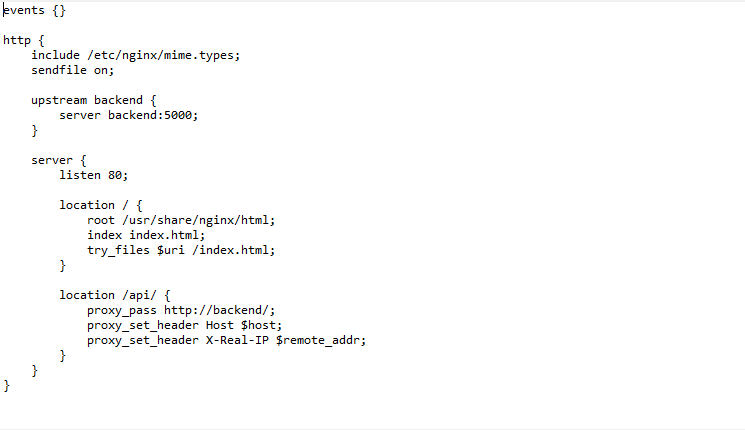 events {}
http {
include /etc/nginx/mime.types;
sendfile on;
upstream backend {
server backend:5000;
}
server {
listen 80;
location / {
root /usr/share/nginx/html;
index index.html;
try_files $uri /index.html;
}
location /api/ {
proxy_pass http://backend/;
proxy_set_header Host $host;
proxy_set_header X-Real-IP $remote_addr;
}
}
}